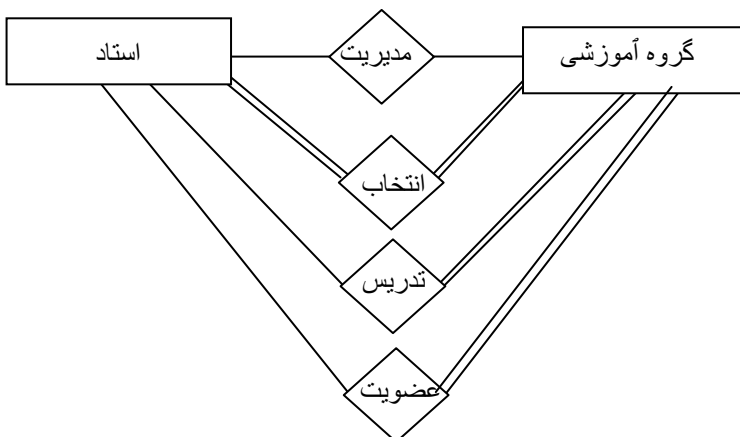 گروه آموزشی
مدیریت
استاد
انتخاب
تدریس
عضویت